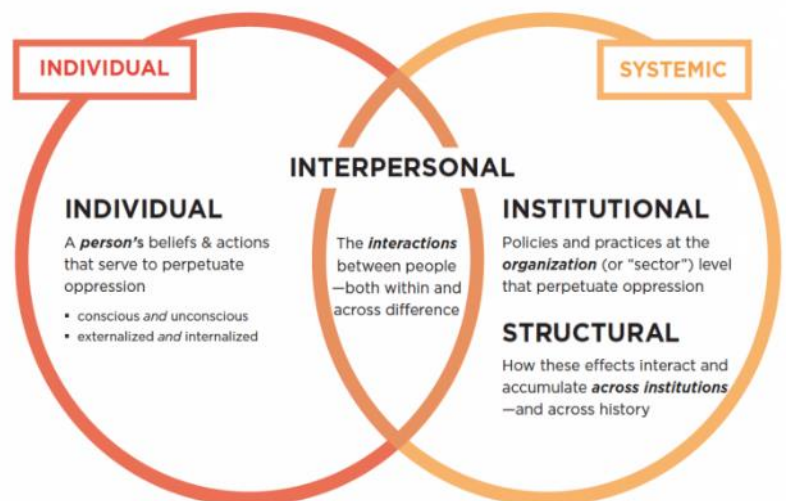 INDIVIDUAL
SYSTEMIC
INTERPERSONAL
INDIVIDUAL
A person's beliefs & actions
that serve to perpetuate
oppression
▪ conscious and unconscious
▪ externalized and internalized
The interactions
between people
—both within and
across difference
INSTITUTIONAL
Policies and practices at the
organization (or “sector”) level
that perpetuate oppression
STRUCTURAL
How these effects interact and
accumulate across institutions
—and across history